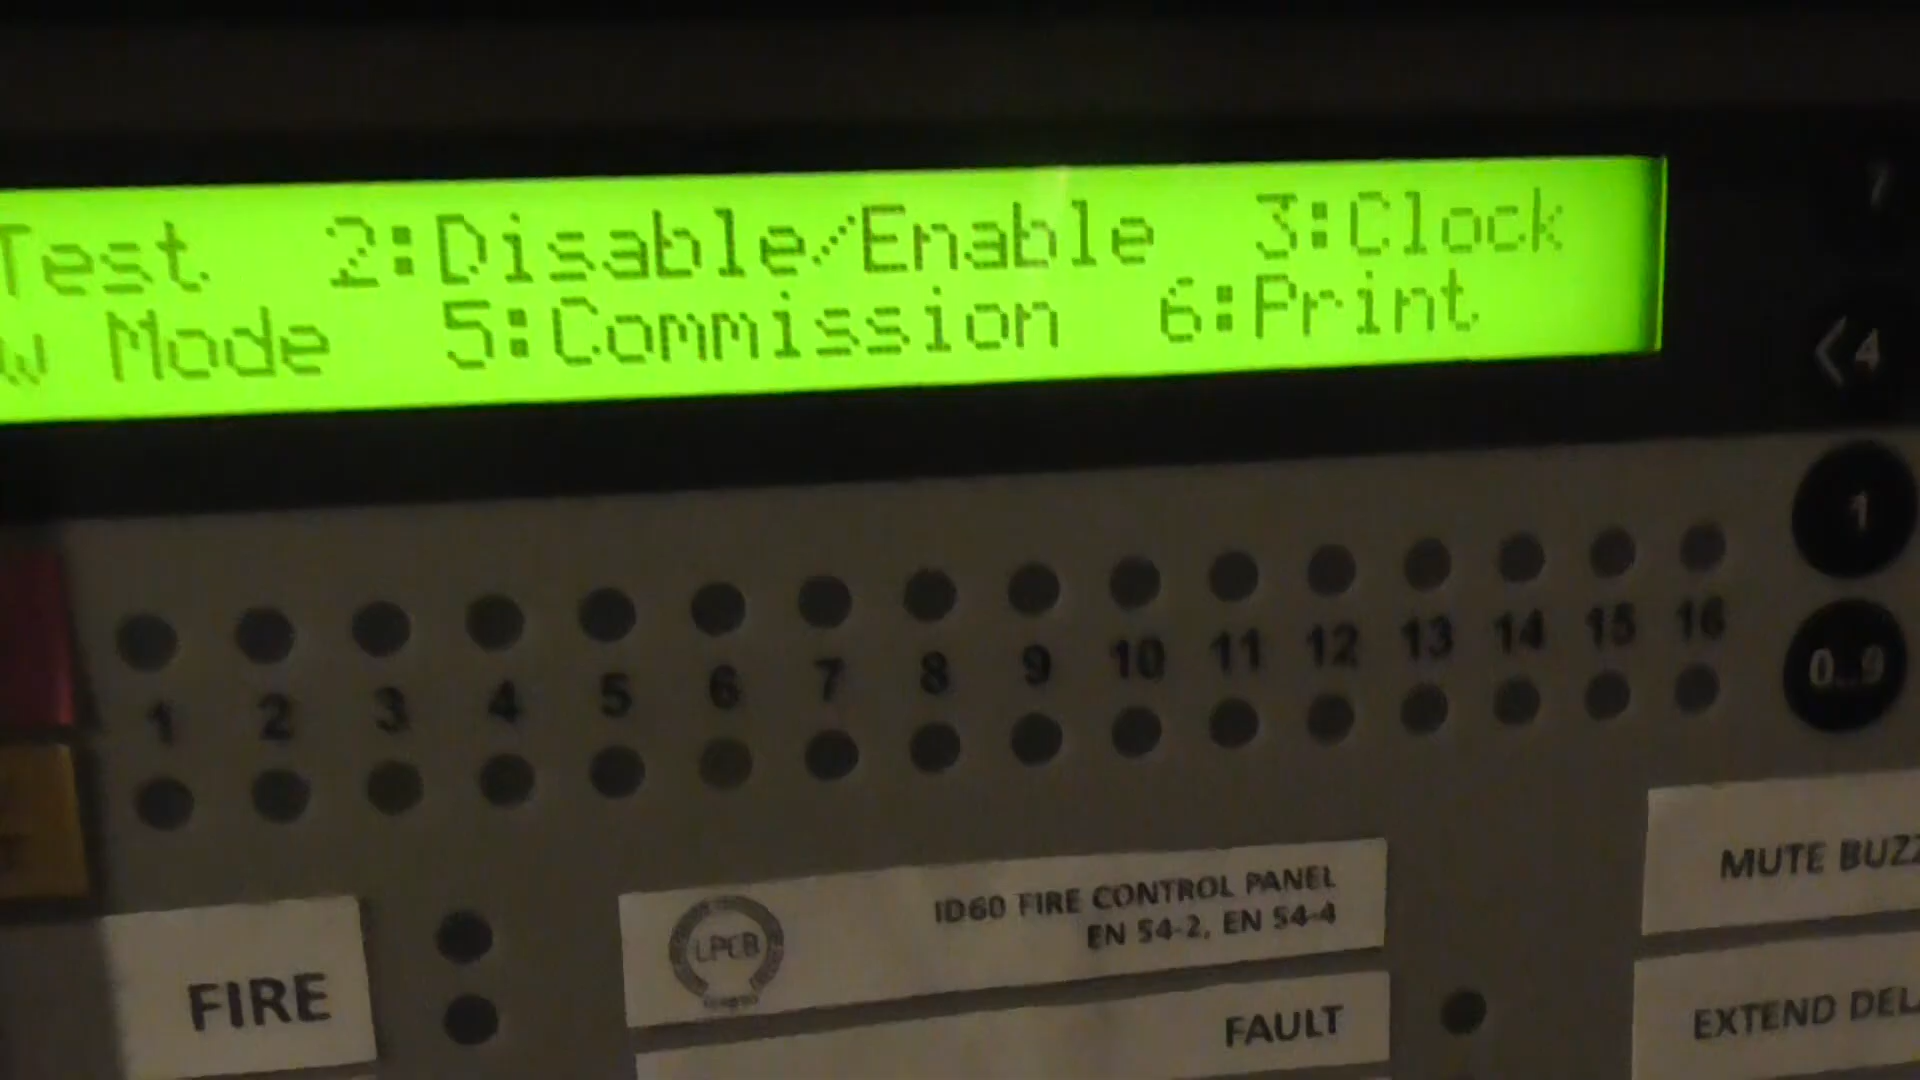 Test 2:Disable/Enable 3:Clock
w Mode 5:Commission 6:Print
7
<4
1
0..9
1 2 3 4 5 6 7 8 9 10 11 12 13 14 15 16
LPCB
ID60 FIRE CONTROL PANEL
EN 54-2, EN 54-4
MUTE BUZZ
FIRE
FAULT
EXTEND DEL